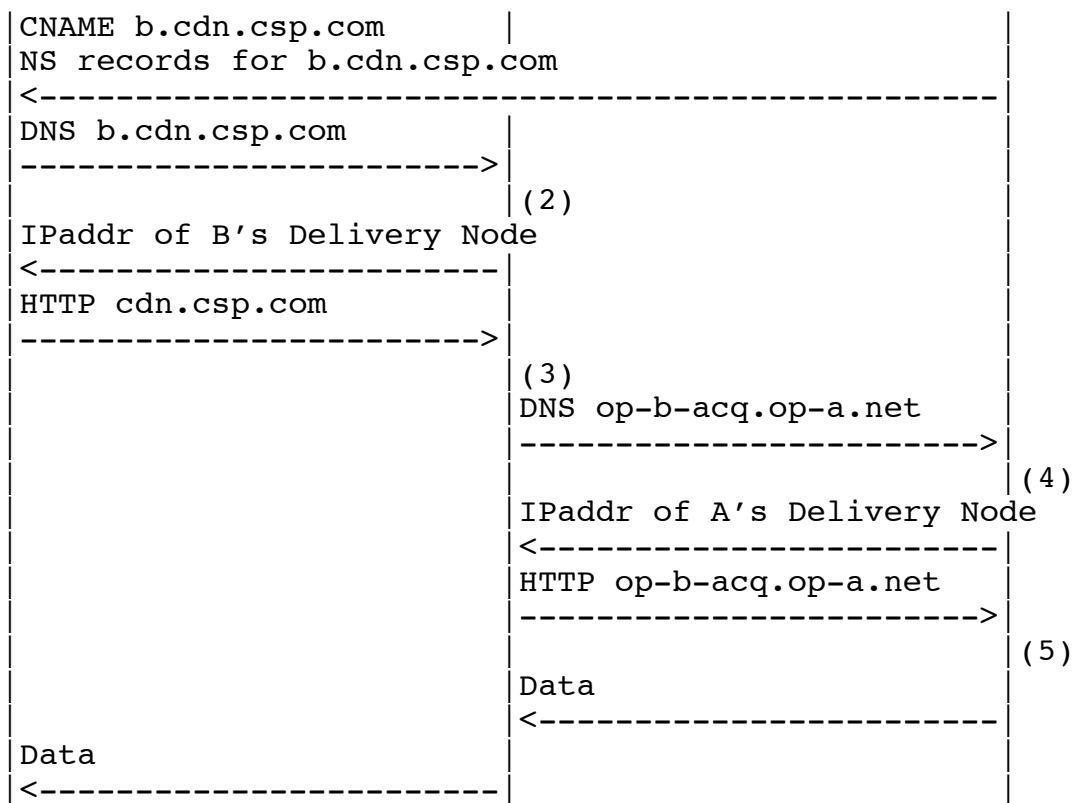 |CNAME b.cdn.csp.com | |
|NS records for b.cdn.csp.com |
|<--------------------------------------------------|
|DNS b.cdn.csp.com | |
|------------------------>| |
| |(2) |
|IPaddr of B’s Delivery Node |
|<-------------------------| |
|HTTP cdn.csp.com | |
|------------------------>| |
| |(3) |
| |DNS op-b-acq.op-a.net |
| |------------------------>|
| | |(4)
| |IPaddr of A’s Delivery Node
| |<------------------------|
| |HTTP op-b-acq.op-a.net |
| |------------------------>|
| | |(5)
| |Data |
| |<------------------------|
|Data | |
|<------------------------| |